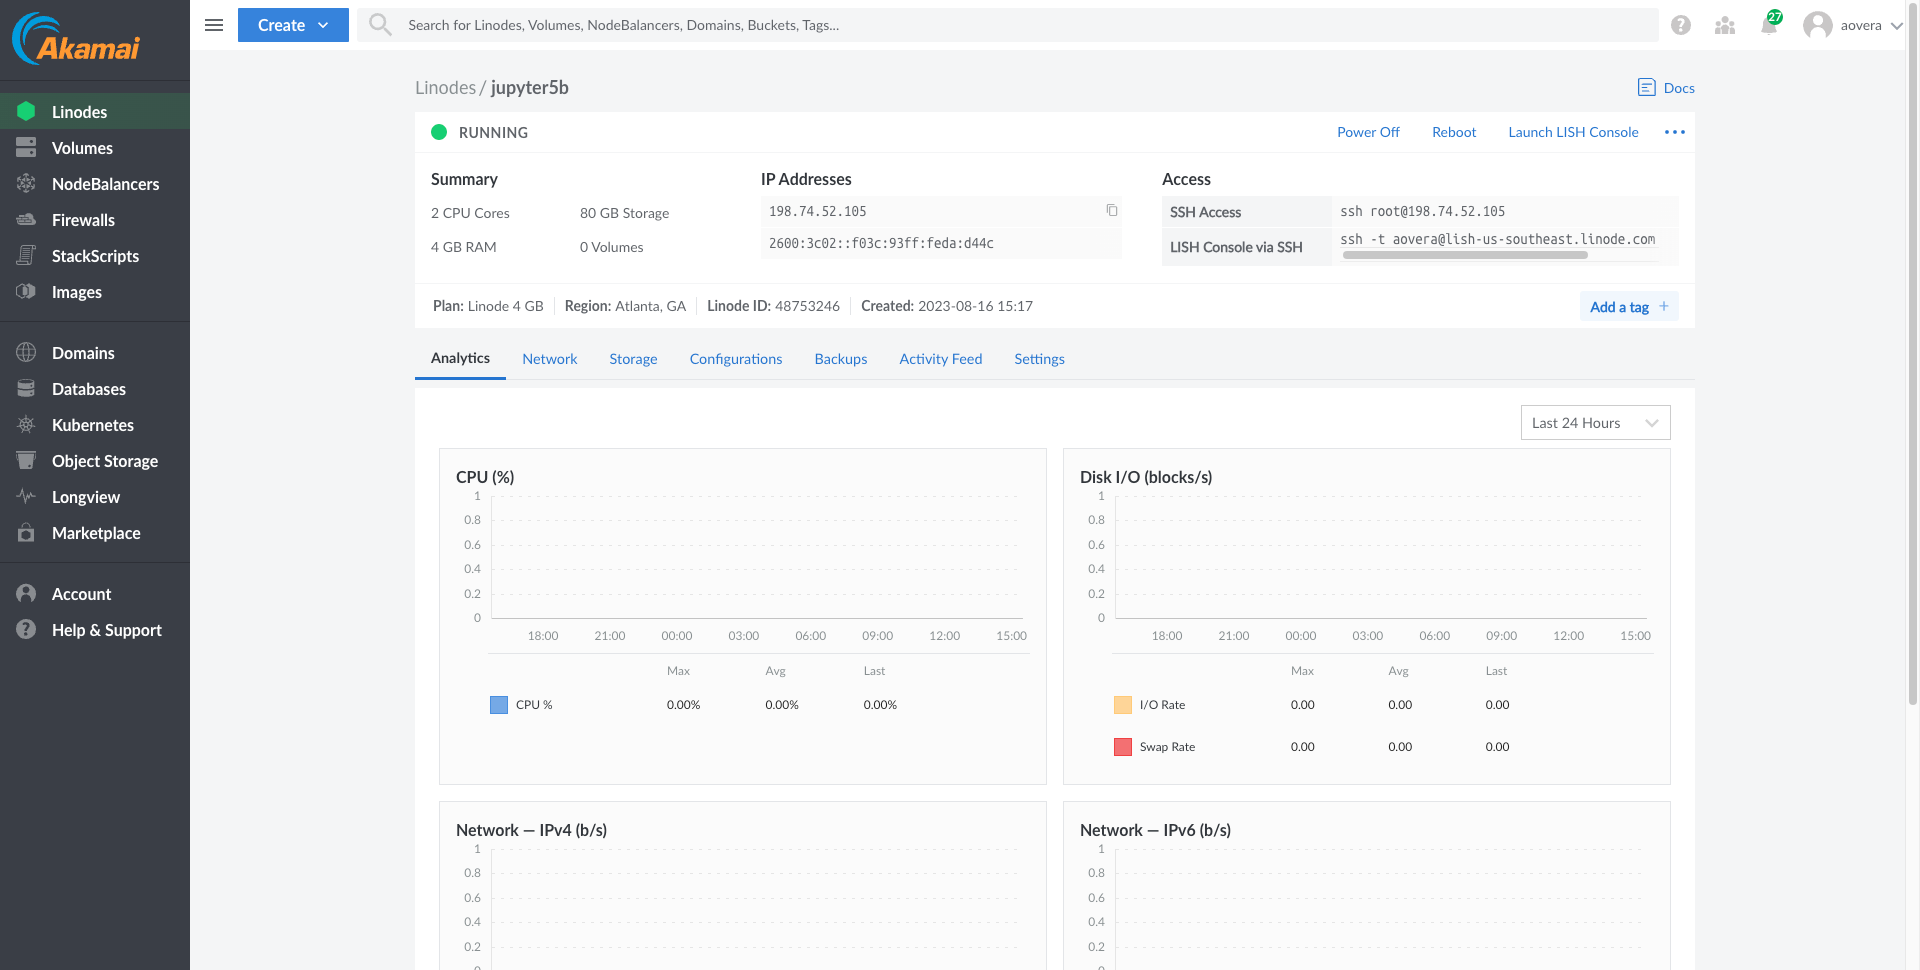 Akamai
Create
Search for Linodes, Volumes, NodeBalancers, Domains, Buckets, Tags...
27
aovera
Linodes
Volumes
NodeBalancers
Firewalls
StackScripts
Images
Domains
Databases
Kubernetes
Object Storage
Longview
Marketplace
Account
Help & Support
Linodes / jupyter5b
Docs
RUNNING
Power Off Reboot Launch LISH Console
Summary
2 CPU Cores 80 GB Storage
4 GB RAM 0 Volumes
IP Addresses
198.74.52.105
2600:3c02::f03c:93ff:feda:d44c
Access
SSH Access ssh root@198.74.52.105
LISH Console via SSH ssh -t aovera@lish-us-southeast.linode.com
Plan: Linode 4 GB Region: Atlanta, GA Linode ID: 48753246 Created: 2023-08-16 15:17
Add a tag +
Analytics Network Storage Configurations Backups Activity Feed Settings
Last 24 Hours
CPU (%)
1
0.8
0.6
0.4
0.2
0
18:00 21:00 00:00 03:00 06:00 09:00 12:00 15:00
Max Avg Last
CPU % 0.00% 0.00% 0.00%
Disk I/O (blocks/s)
1
0.8
0.6
0.4
0.2
0
18:00 21:00 00:00 03:00 06:00 09:00 12:00 15:00
Max Avg Last
I/O Rate 0.00 0.00 0.00
Swap Rate 0.00 0.00 0.00
Network — IPv4 (b/s)
1
0.8
0.6
0.4
0.2
0
Network — IPv6 (b/s)
1
0.8
0.6
0.4
0.2
0